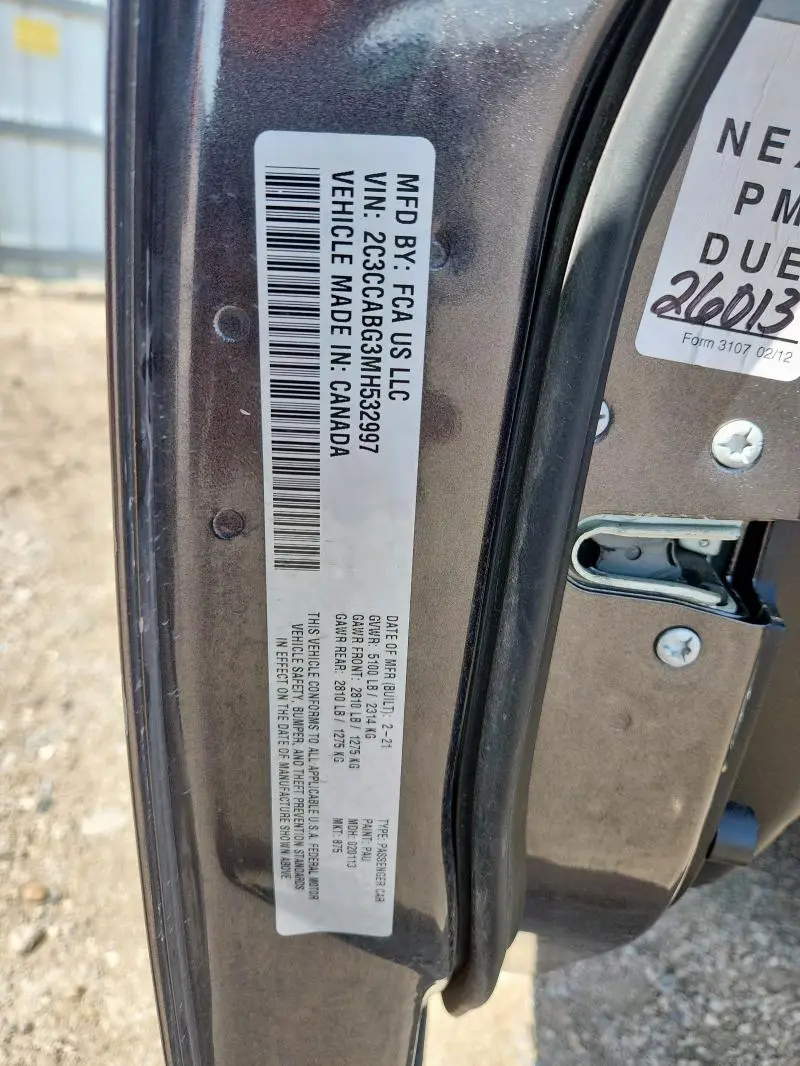 MFD BY: FCA US LLC
VIN: 2C3CCABG3MH532997
VEHICLE MADE IN: CANADA
DATE OF MFR (BUILT): 2-21
GVWR: 5100 LB / 2314 KG
GAWR FRONT: 2810 LB / 1275 KG
GAWR REAR: 2810 LB / 1275 KG
TYPE: PASSENGER CAR
PAINT: PAU
MDH: 020113
MKT: 875
THIS VEHICLE CONFORMS TO ALL APPLICABLE U.S.A. FEDERAL MOTOR
VEHICLE SAFETY, BUMPER, AND THEFT PREVENTION STANDARDS
IN EFFECT ON THE DATE OF MANUFACTURE SHOWN ABOVE
PM
DUE
26013
Form 3107 02/12